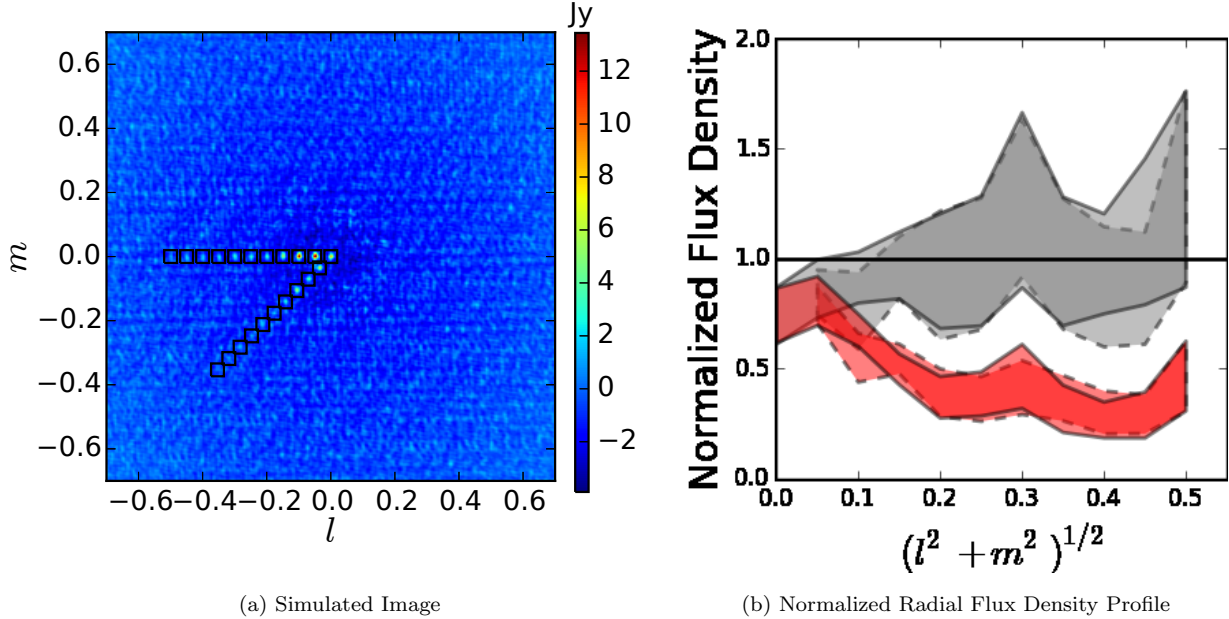 Jy
0.6
0.4
0.2
0.0
−0.2
−0.4
−0.6
m
−0.6 −0.4 −0.2 0.0 0.2 0.4 0.6
l
12
10
8
6
4
2
0
−2
(a) Simulated Image
Normalized Flux Density
2.0
1.5
1.0
0.5
0.0
0.0 0.1 0.2 0.3 0.4 0.5
(l² + m²)^{1/2}
(b) Normalized Radial Flux Density Profile